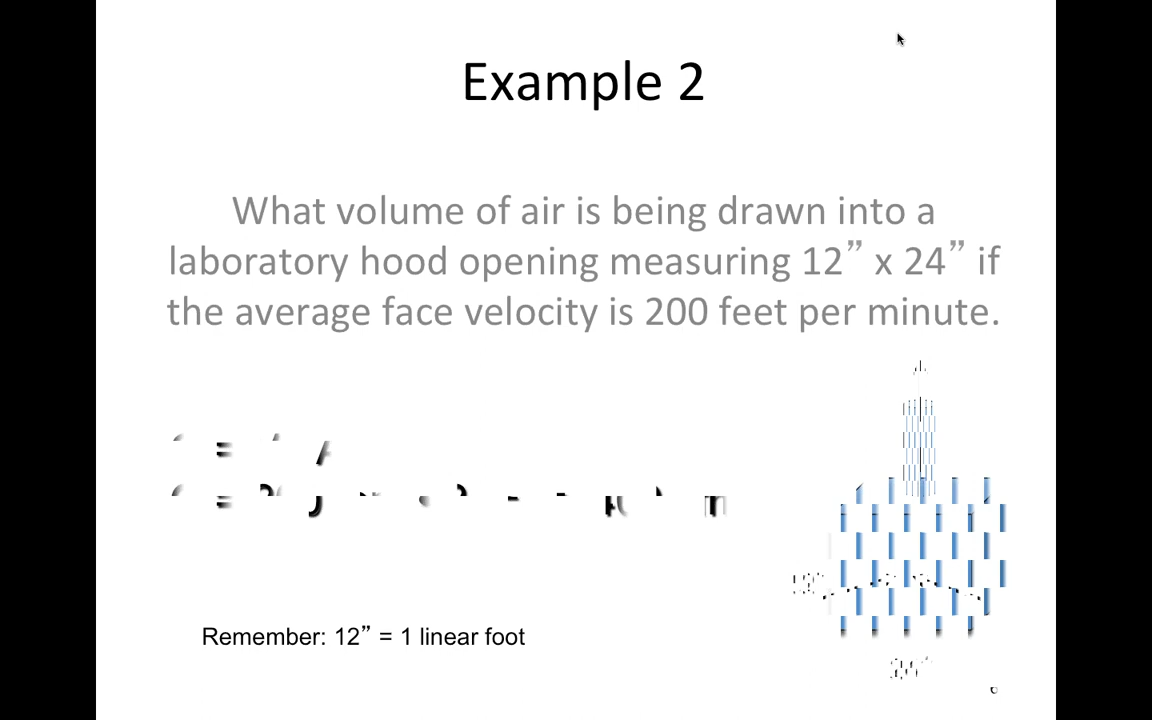 Example 2
What volume of air is being drawn into a
laboratory hood opening measuring 12” x 24” if
the average face velocity is 200 feet per minute.
Remember: 12” = 1 linear foot